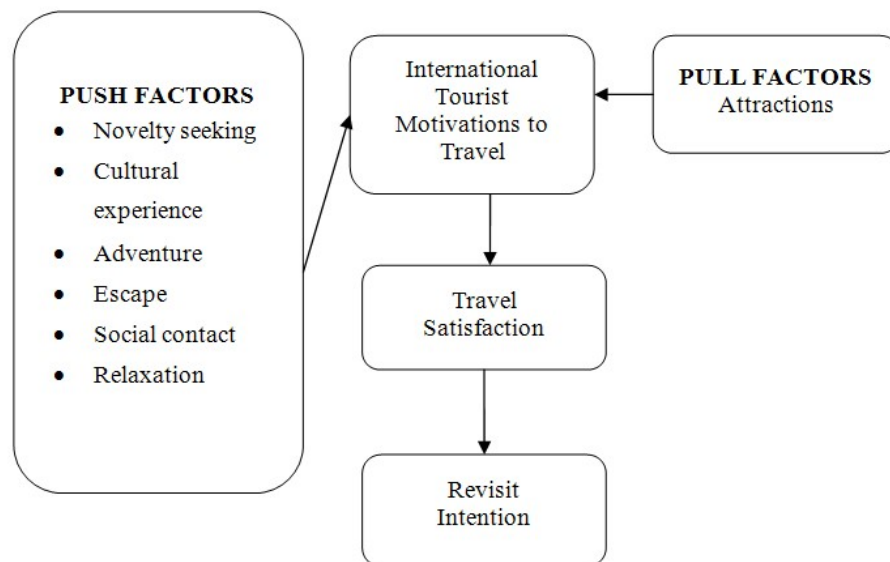 PUSH FACTORS
• Novelty seeking
• Cultural
experience
• Adventure
• Escape
• Social contact
• Relaxation
International
Tourist
Motivations to
Travel
PULL FACTORS
Attractions
Travel
Satisfaction
Revisit
Intention